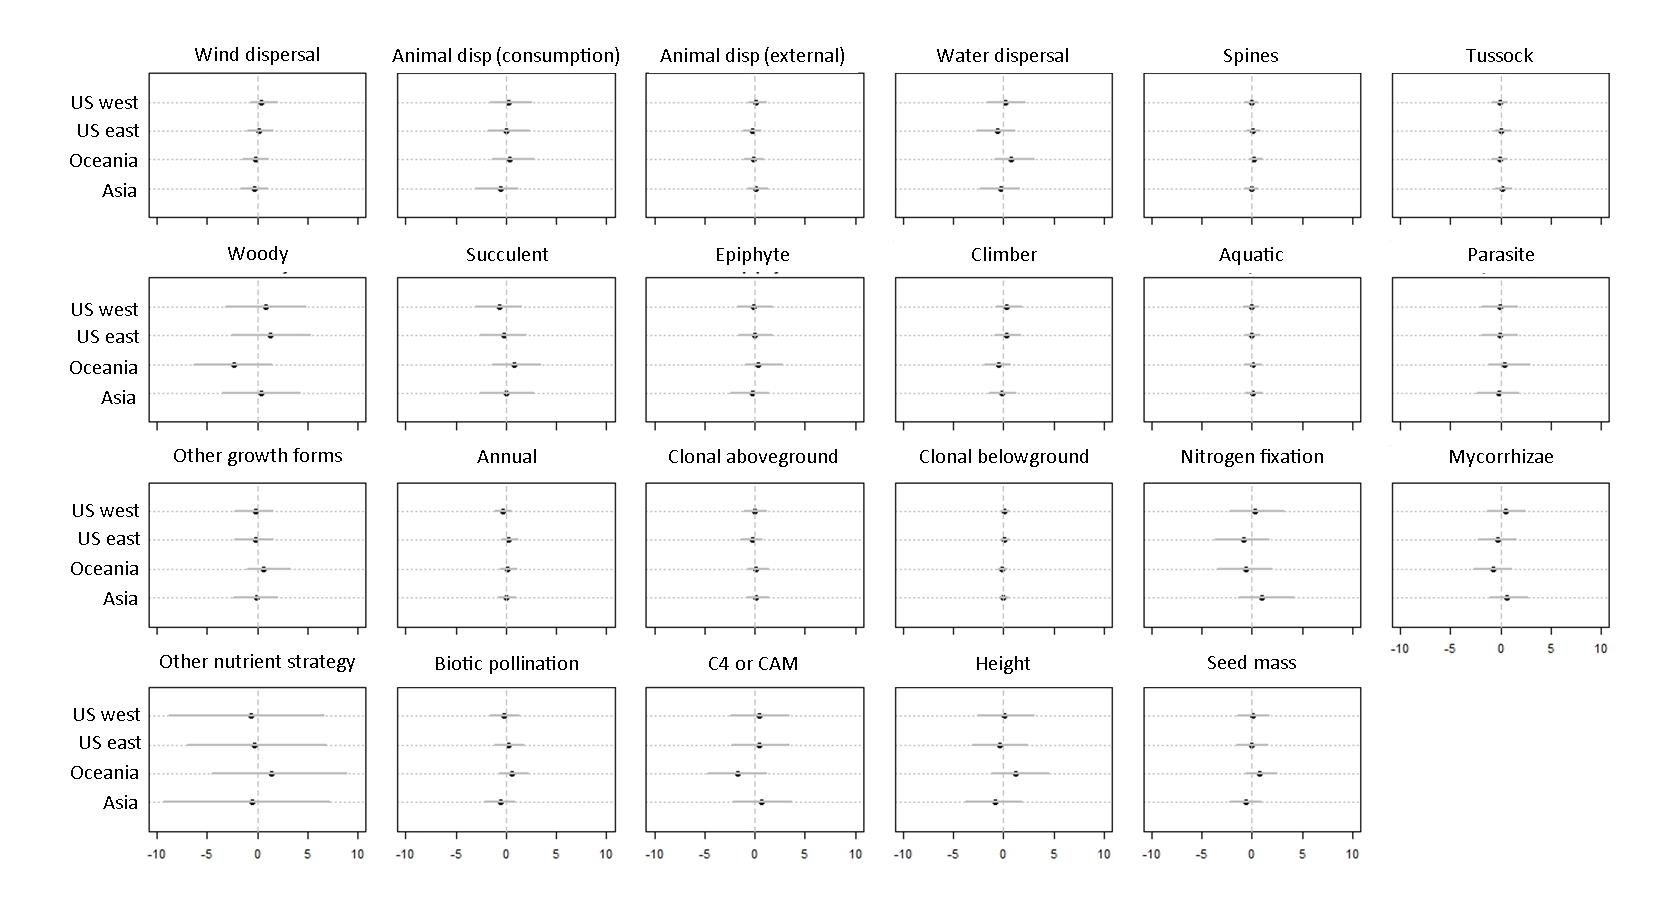 Wind dispersal Animal disp (consumption) Animal disp (external) Water dispersal Spines Tussock
US west
US east
Oceania
Asia
Woody Succulent Epiphyte Climber Aquatic Parasite
US west
US east
Oceania
Asia
Other growth forms Annual Clonal aboveground Clonal belowground Nitrogen fixation Mycorrhizae
US west
US east
Oceania
Asia
-10 -5 0 5 10
Other nutrient strategy Biotic pollination C4 or CAM Height Seed mass
US west
US east
Oceania
Asia
-10 -5 0 5 10 -10 -5 0 5 10 -10 -5 0 5 10 -10 -5 0 5 10 -10 -5 0 5 10